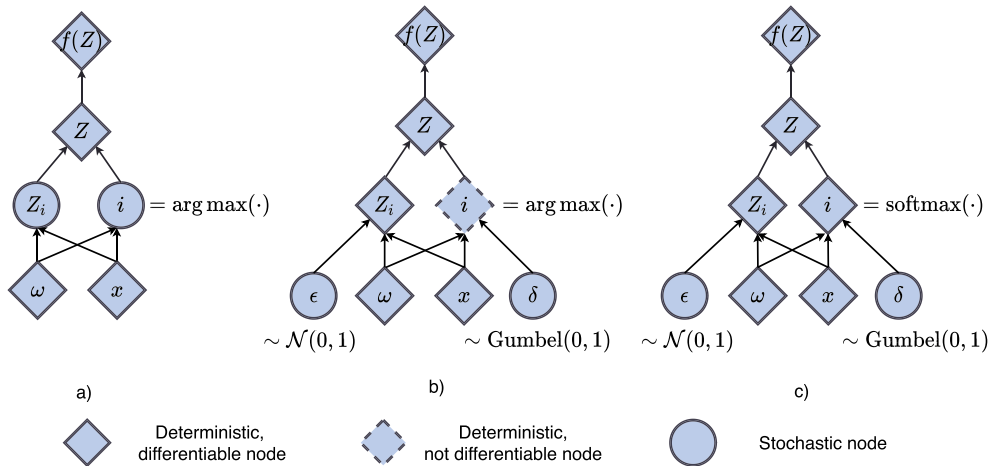 f(Z) f(Z) f(Z)
Z Z Z
Z_i i = arg max(·) Z_i i = arg max(·) Z_i i = softmax(·)
ω x ϵ ω x δ ϵ ω x δ
∼ 𝒩(0, 1) ∼ Gumbel(0, 1) ∼ 𝒩(0, 1) ∼ Gumbel(0, 1)
a) b) c)
Deterministic,
differentiable node
Deterministic,
not differentiable node
Stochastic node